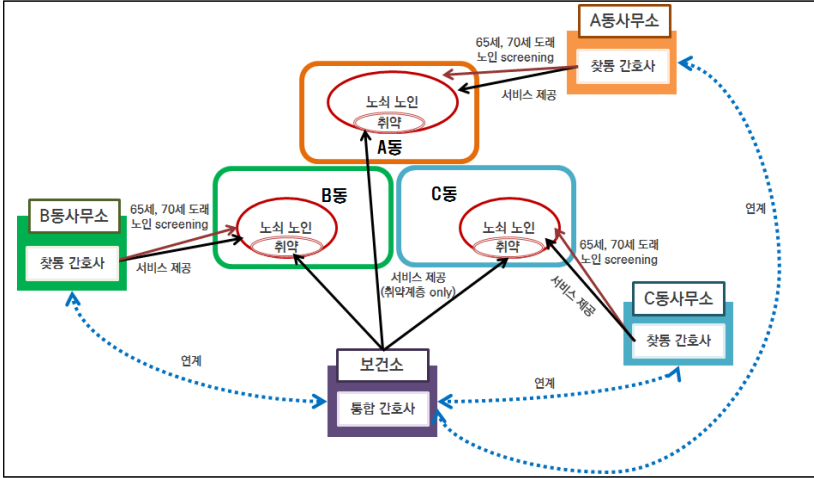 A동사무소
찾통 간호사
65세, 70세 도래
노인 screening
서비스 제공
노쇠 노인
취약
A동
B동사무소
찾통 간호사
65세, 70세 도래
노인 screening
서비스 제공
B동
노쇠 노인
취약
C동
노쇠 노인
취약
65세, 70세 도래
노인 screening
서비스 제공
C동사무소
찾통 간호사
서비스 제공
(취약계층 only)
보건소
통합 간호사
연계
연계
연계